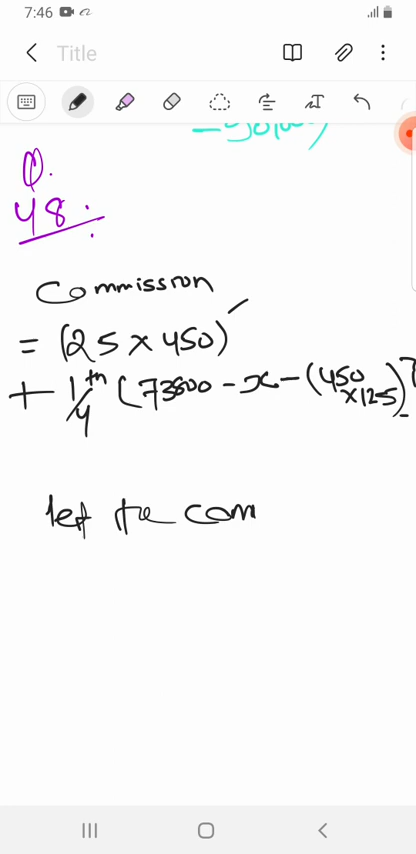 7:46
Title
Q.
48.
Commission
= (25 × 450)
+ 1/4th [73800 - x - (450 × 125)]
let the com